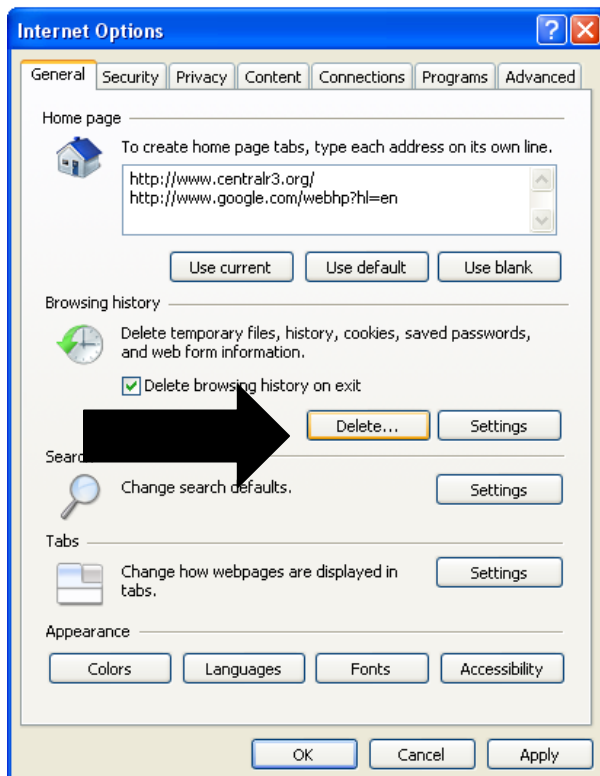 Internet Options
General Security Privacy Content Connections Programs Advanced
Home page
To create home page tabs, type each address on its own line.
http://www.centralr3.org/
http://www.google.com/webhp?hl=en
Use current Use default Use blank
Browsing history
Delete temporary files, history, cookies, saved passwords,
and web form information.
Delete browsing history on exit
Delete... Settings
Change search defaults.
Settings
Tabs
Change how webpages are displayed in
tabs.
Settings
Appearance
Colors Languages Fonts Accessibility
OK Cancel Apply